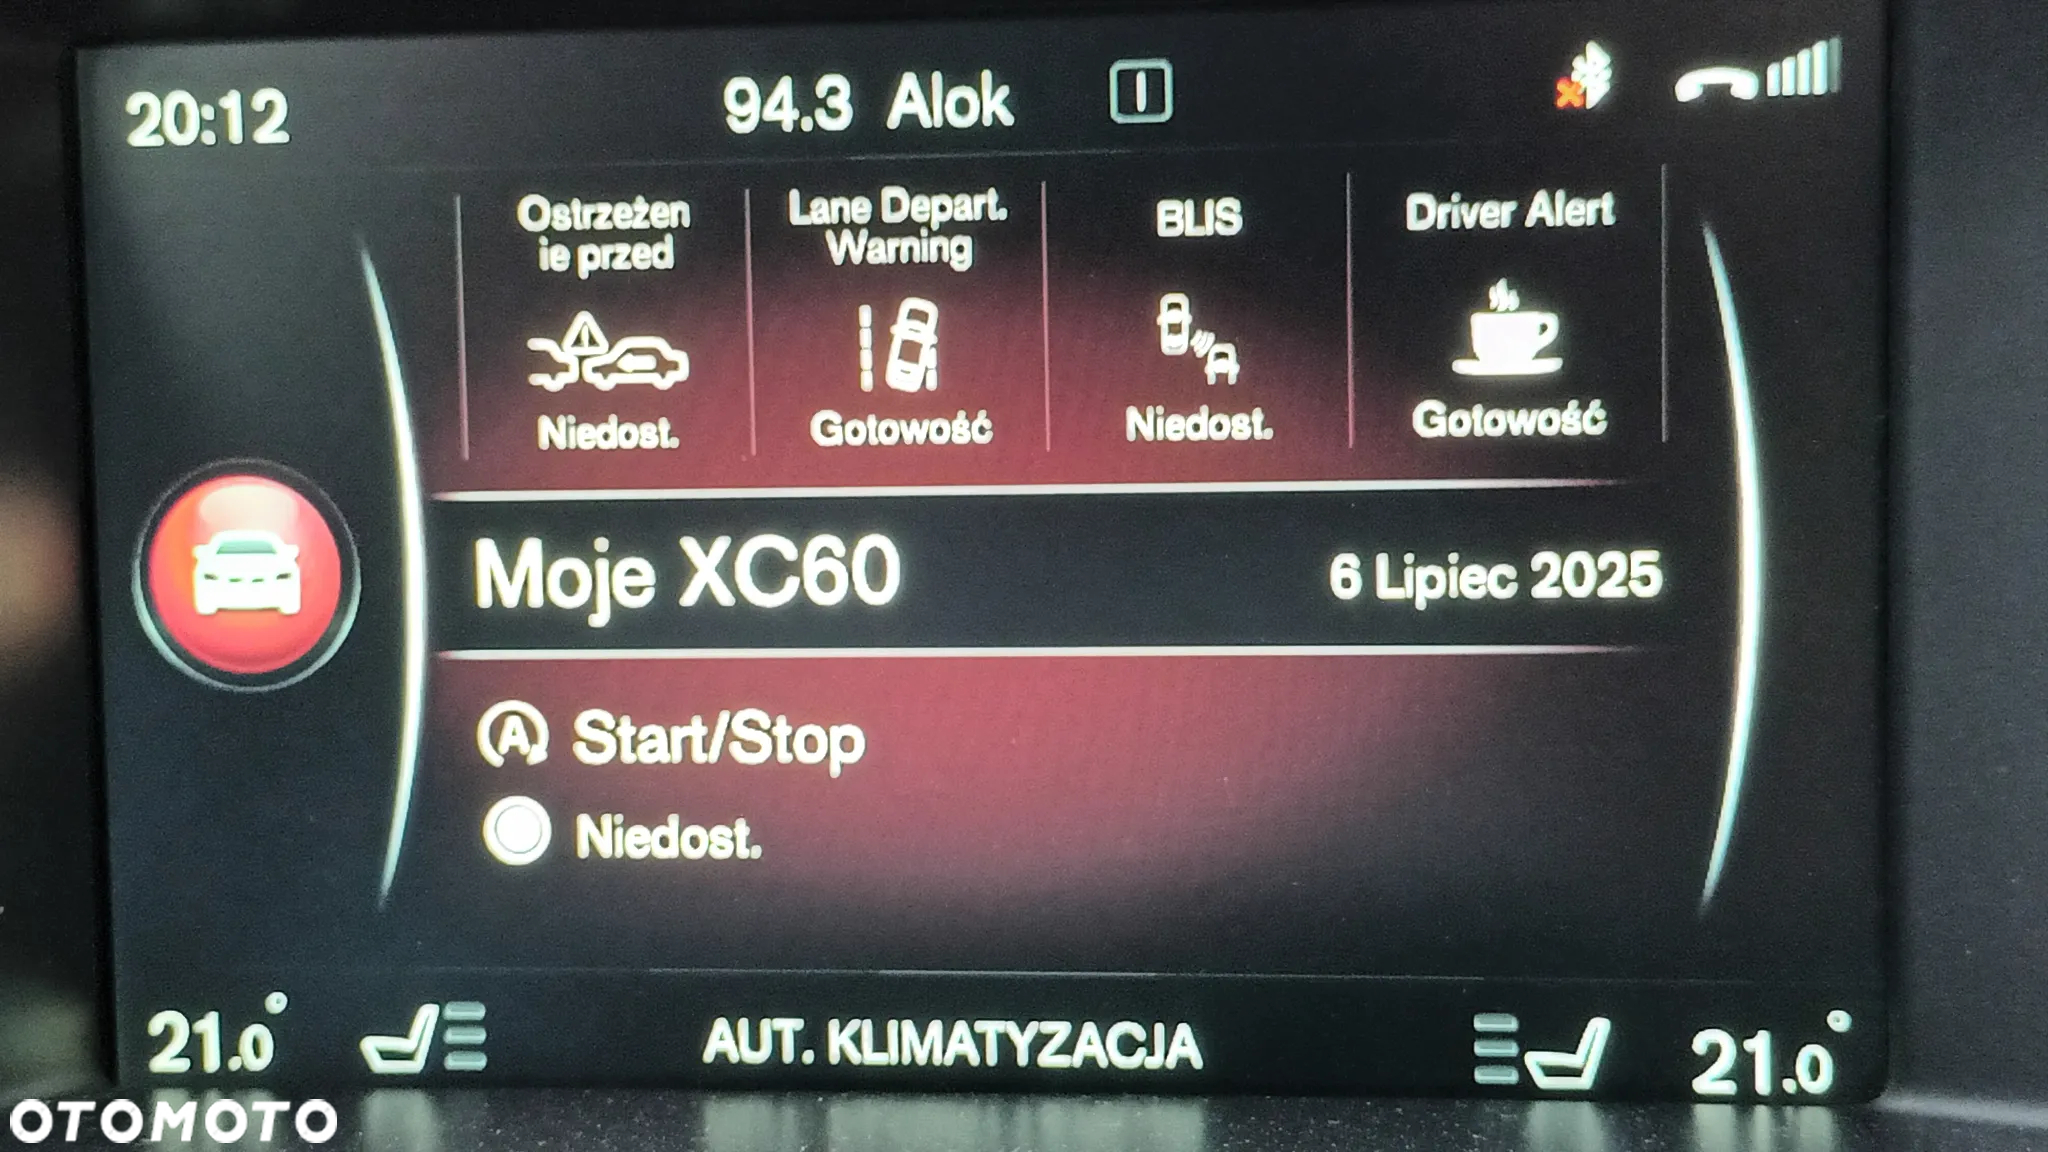 20:12
94.3 Alok
Ostrzeżen
ie przed
Niedost.
Lane Depart.
Warning
Gotowość
BLIS
Niedost.
Driver Alert
Gotowość
Moje XC60
6 Lipiec 2025
A Start/Stop
Niedost.
21.0°
AUT. KLIMATYZACJA
21.0°
OTOMOTO